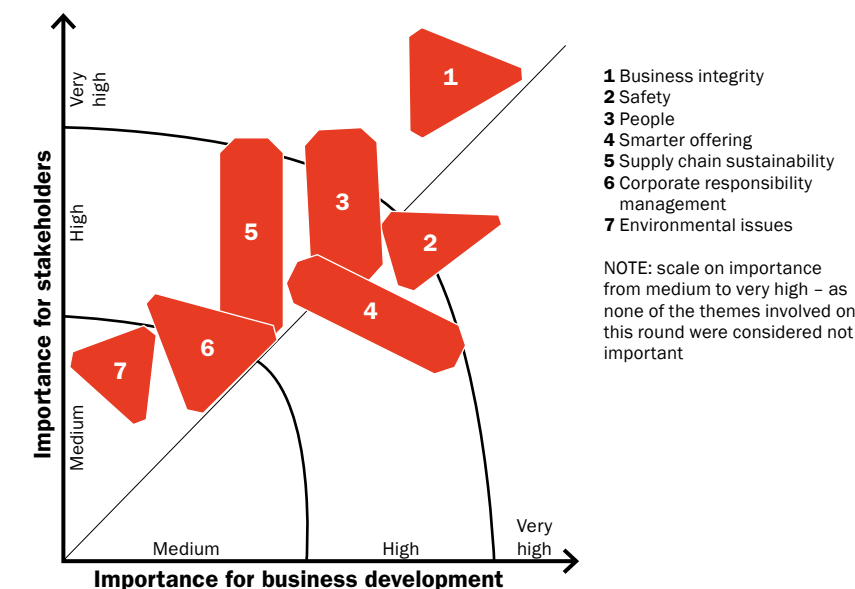 Importance for stakeholders
Very
high
High
Medium
1
2
3
4
5
6
7
Medium
High
Very
high
Importance for business development
1 Business integrity
2 Safety
3 People
4 Smarter offering
5 Supply chain sustainability
6 Corporate responsibility
management
7 Environmental issues
NOTE: scale on importance
from medium to very high – as
none of the themes involved on
this round were considered not
important